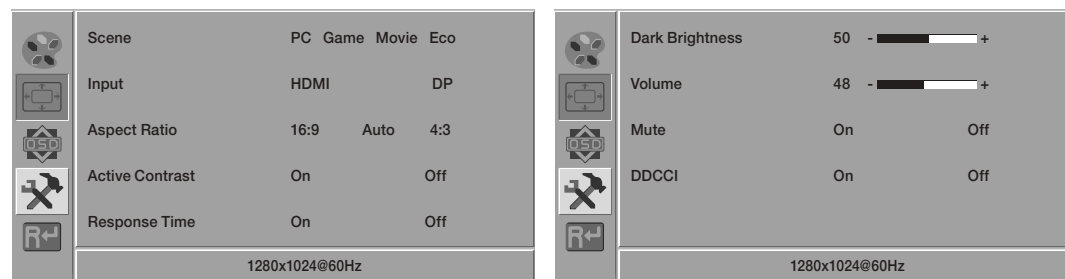 Scene PC Game Movie Eco
Input HDMI DP
Aspect Ratio 16:9 Auto 4:3
OSD
Active Contrast On Off
Response Time On Off
R
1280x1024@60Hz
Dark Brightness 50 - +
Volume 48 - +
Mute On Off
OSD
DDCCI On Off
R
1280x1024@60Hz